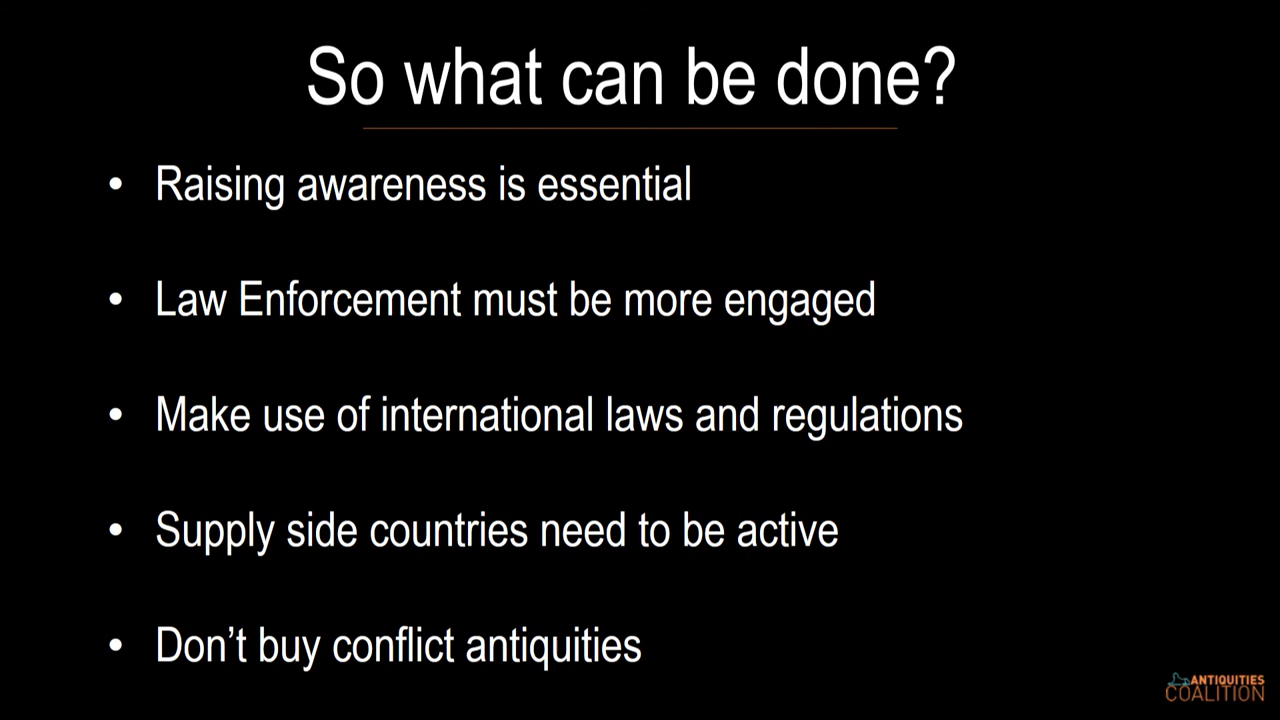 So what can be done?
• Raising awareness is essential
• Law Enforcement must be more engaged
• Make use of international laws and regulations
• Supply side countries need to be active
• Don’t buy conflict antiquities
ANTIQUITIES
COALITION